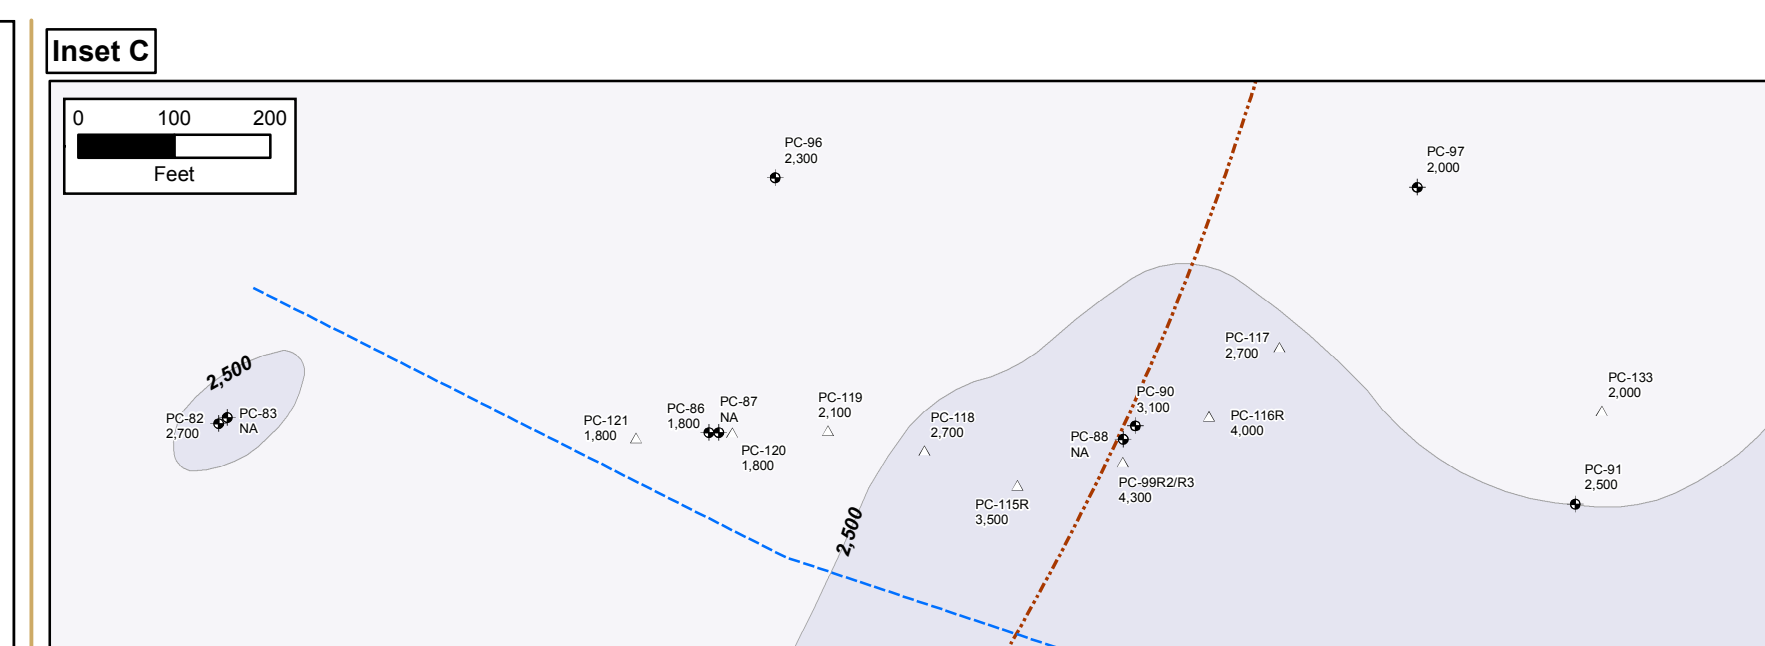 Inset C
0 100 200
Feet
PC-96
2,300
PC-97
2,000
2,500
PC-82
2,700
PC-83
NA
PC-121
1,800
PC-86
1,800
PC-87
NA
PC-120
1,800
PC-119
2,100
PC-118
2,700
PC-115R
3,500
2,500
PC-90
3,100
PC-88
NA
PC-99R2/R3
4,300
PC-117
2,700
PC-116R
4,000
PC-133
2,000
PC-91
2,500